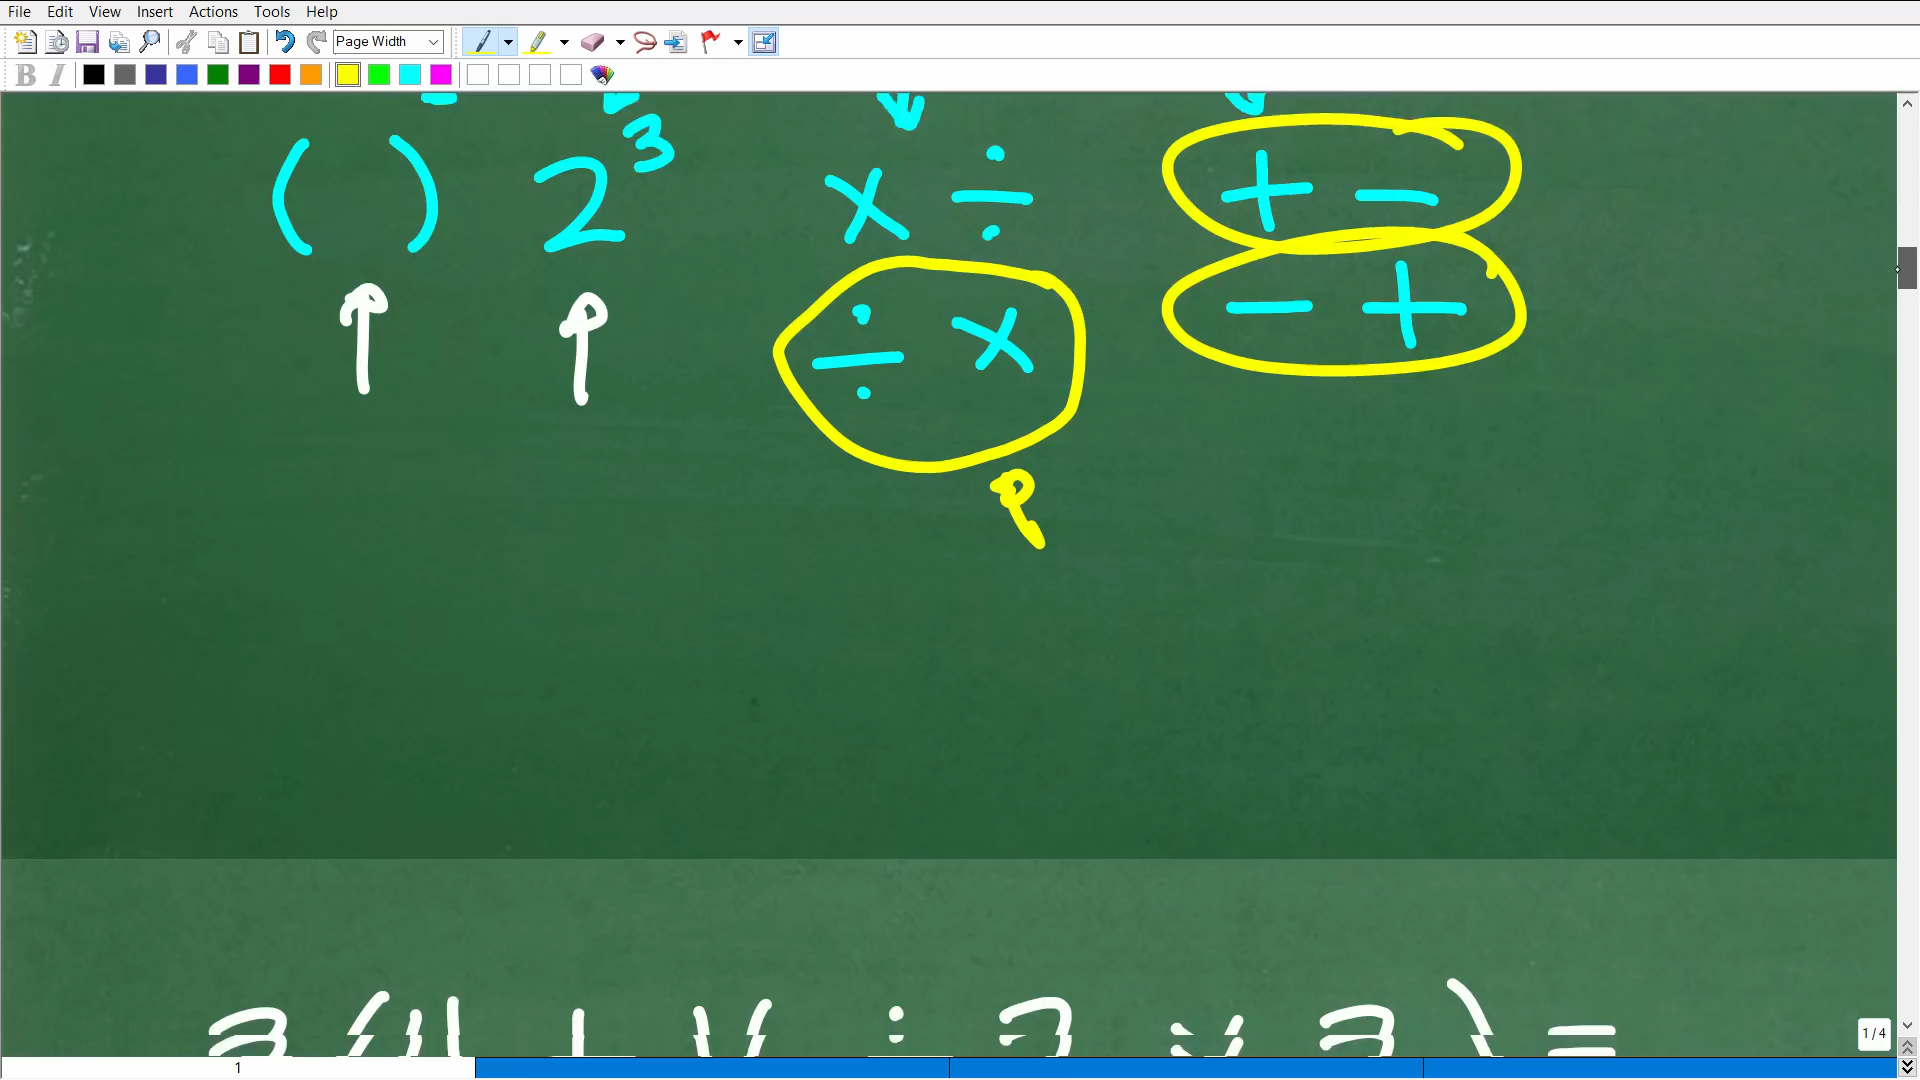 File Edit View Insert Actions Tools Help
Page Width
B I
( ) 2³ × ÷ + −
÷ × − +
1 / 4
1